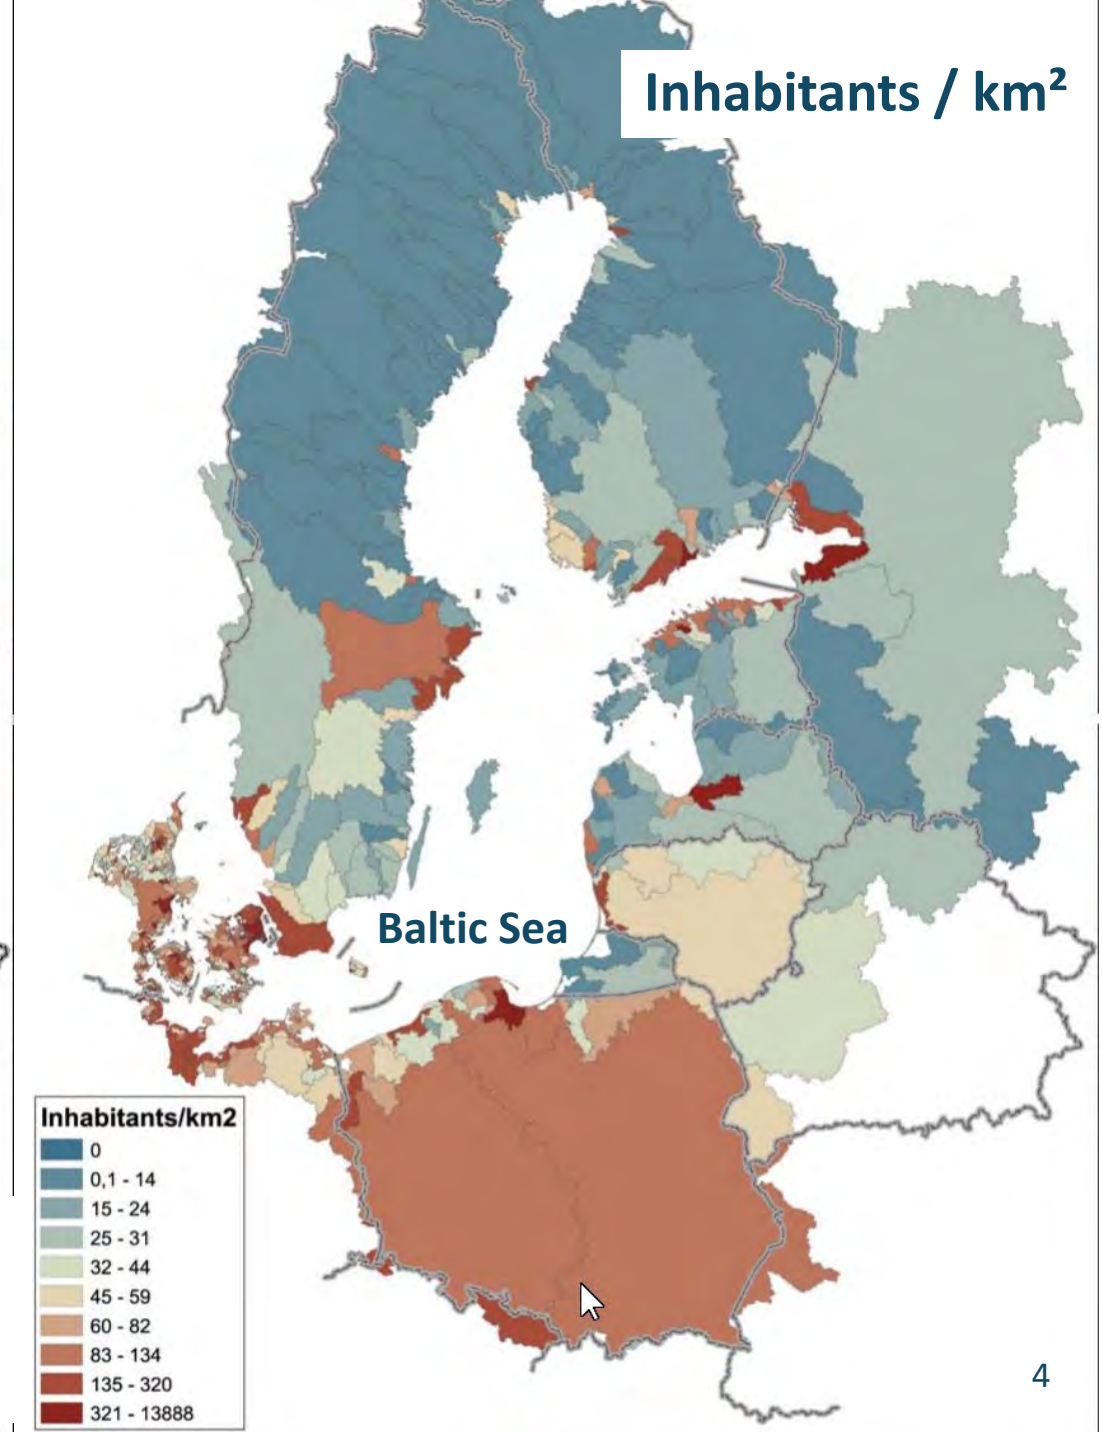 Inhabitants / km²
Baltic Sea
Inhabitants/km2
0
0,1 - 14
15 - 24
25 - 31
32 - 44
45 - 59
60 - 82
83 - 134
135 - 320
321 - 13888
4